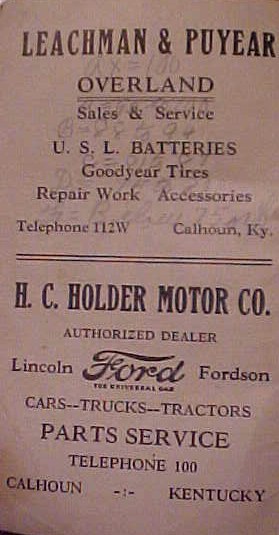 LEACHMAN & PUYEAR
OVERLAND
Sales & Service
U. S. L. BATTERIES
Goodyear Tires
Repair Work Accessories
Telephone 112W Calhoun, Ky.
H. C. HOLDER MOTOR CO.
AUTHORIZED DEALER
Lincoln Ford Fordson
THE UNIVERSAL CAR
CARS--TRUCKS--TRACTORS
PARTS SERVICE
TELEPHONE 100
CALHOUN -:- KENTUCKY